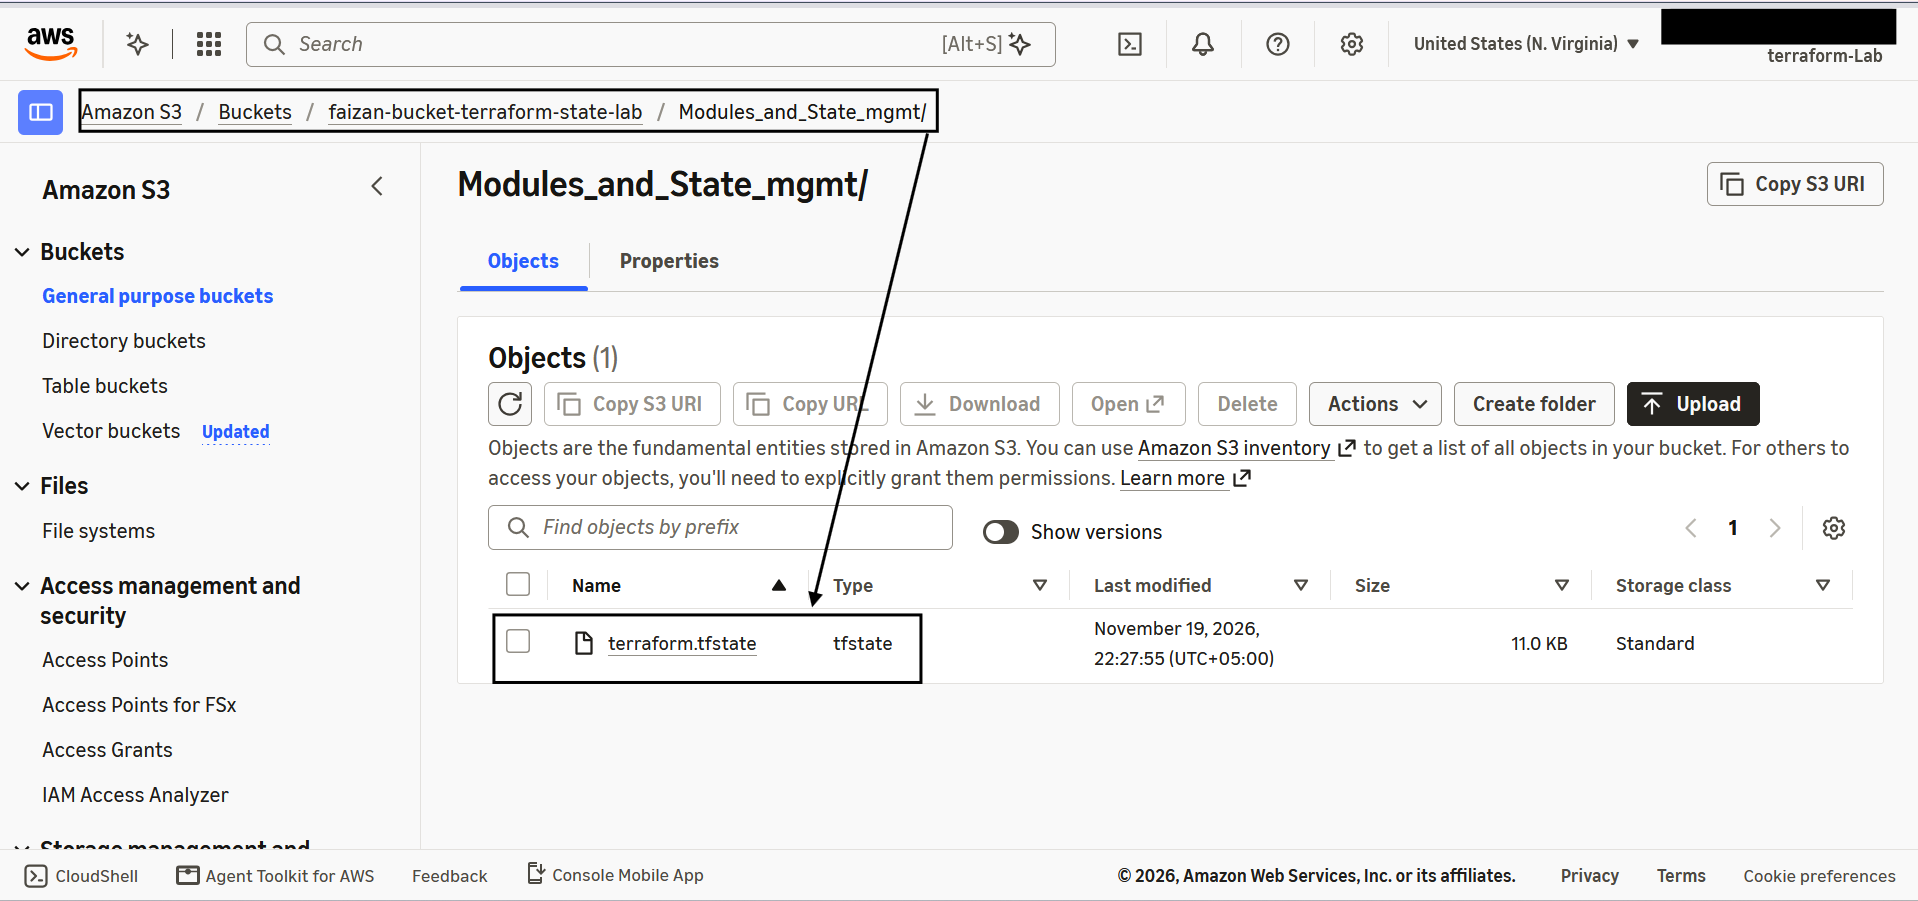 aws
Search [Alt+S]
United States (N. Virginia)
terraform-Lab
Amazon S3 / Buckets / faizan-bucket-terraform-state-lab / Modules_and_State_mgmt/
Amazon S3
Buckets
General purpose buckets
Directory buckets
Table buckets
Vector buckets Updated
Files
File systems
Access management and
security
Access Points
Access Points for FSx
Access Grants
IAM Access Analyzer
Storage management and
Modules_and_State_mgmt/
Copy S3 URI
Objects Properties
Objects (1)
Copy S3 URI Copy URL Download Open Delete Actions Create folder Upload
Objects are the fundamental entities stored in Amazon S3. You can use Amazon S3 inventory to get a list of all objects in your bucket. For others to
access your objects, you'll need to explicitly grant them permissions. Learn more
Find objects by prefix Show versions 1
Name Type Last modified Size Storage class
terraform.tfstate tfstate November 19, 2026,
22:27:55 (UTC+05:00) 11.0 KB Standard
CloudShell Agent Toolkit for AWS Feedback Console Mobile App © 2026, Amazon Web Services, Inc. or its affiliates. Privacy Terms Cookie preferences